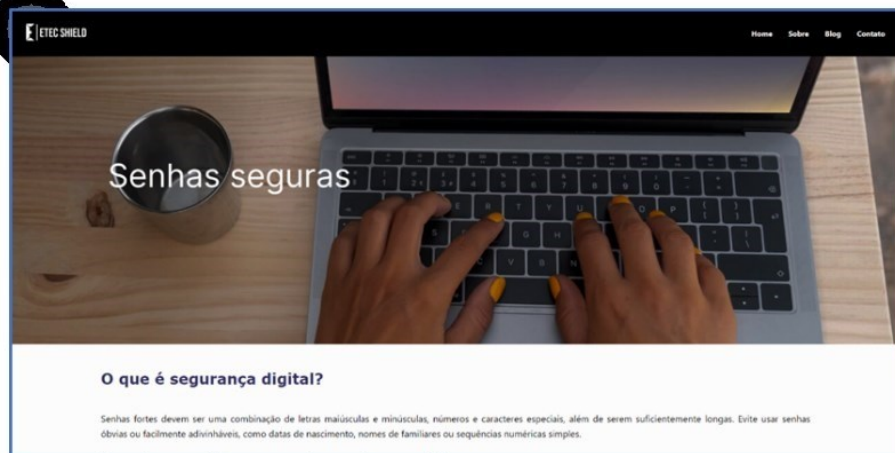 ETEC SHIELD
Home Sobre Blog Contato
Senhas seguras
O que é segurança digital?
Senhas fortes devem ser uma combinação de letras maiúsculas e minúsculas, números e caracteres especiais, além de serem suficientemente longas. Evite usar senhas
óbvias ou facilmente adivinháveis, como datas de nascimento, nomes de familiares ou sequências numéricas simples.